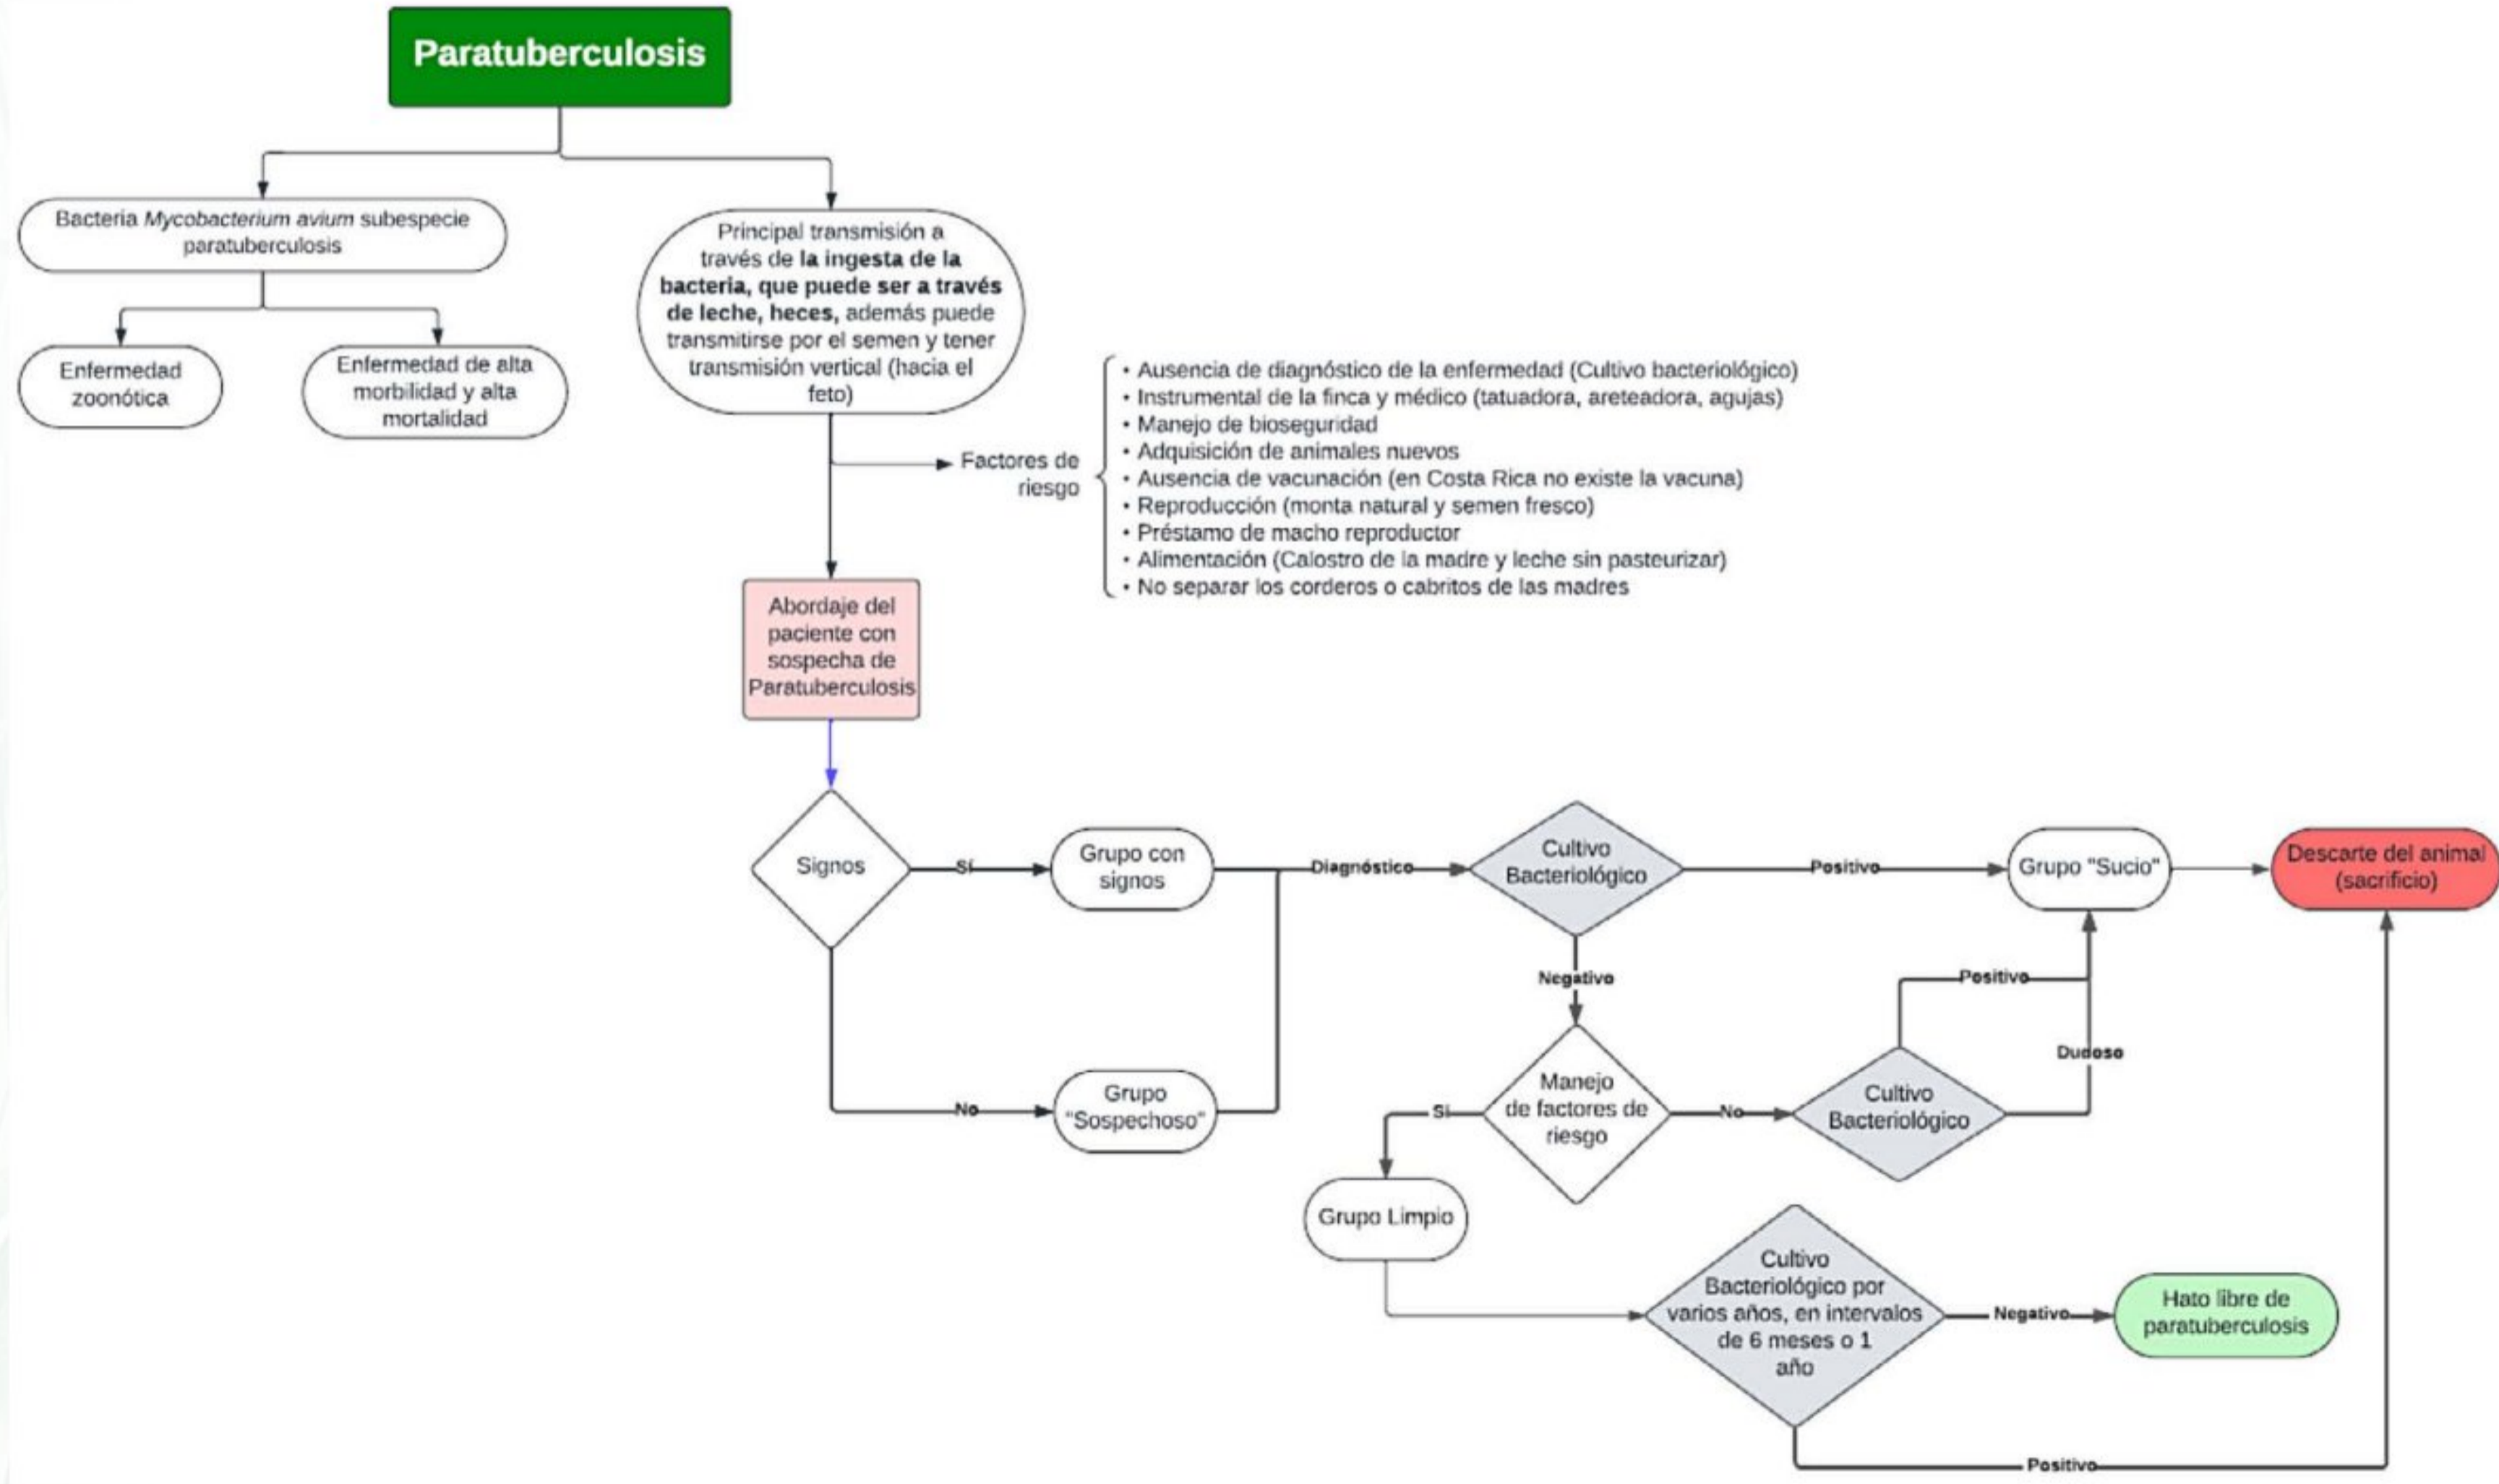 Paratuberculosis
Bacteria Mycobacterium avium subespecie
paratuberculosis
Enfermedad
zoonótica
Enfermedad de alta
morbilidad y alta
mortalidad
Principal transmisión a
través de la ingesta de la
bacteria, que puede ser a través
de leche, heces, además puede
transmitirse por el semen y tener
transmisión vertical (hacia el
feto)
Factores de
riesgo
• Ausencia de diagnóstico de la enfermedad (Cultivo bacteriológico)
• Instrumental de la finca y médico (tatuadora, areteadora, agujas)
• Manejo de bioseguridad
• Adquisición de animales nuevos
• Ausencia de vacunación (en Costa Rica no existe la vacuna)
• Reproducción (monta natural y semen fresco)
• Préstamo de macho reproductor
• Alimentación (Calostro de la madre y leche sin pasteurizar)
• No separar los corderos o cabritos de las madres
Abordaje del
paciente con
sospecha de
Paratuberculosis
Signos
Sí
Grupo con
signos
Diagnóstico
Cultivo
Bacteriológico
Positivo
Grupo "Sucio"
Descarte del animal
(sacrificio)
Negativo
Positivo
Dudoso
No
Grupo
"Sospechoso"
Si
Manejo
de factores de
riesgo
No
Cultivo
Bacteriológico
Grupo Limpio
Cultivo
Bacteriológico por
varios años, en intervalos
de 6 meses o 1
año
Negativo
Hato libre de
paratuberculosis
Positivo